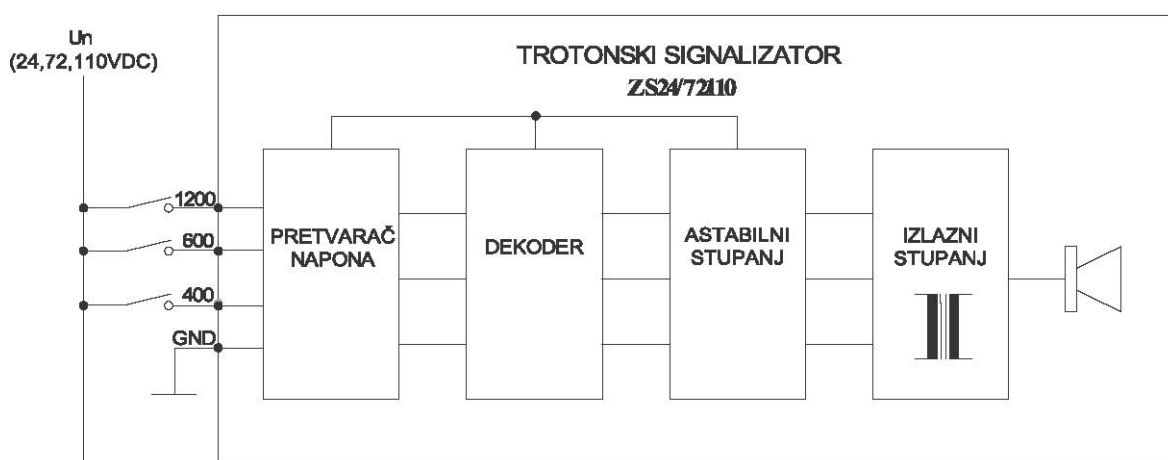 Un
(24,72,110VDC)
TROTONSKI SIGNALIZATOR
ZS24/72110
1200
600
400
GND
PRETVARAČ
NAPONA
DEKODER
ASTABILNI
STUPANJ
IZLAZNI
STUPANJ